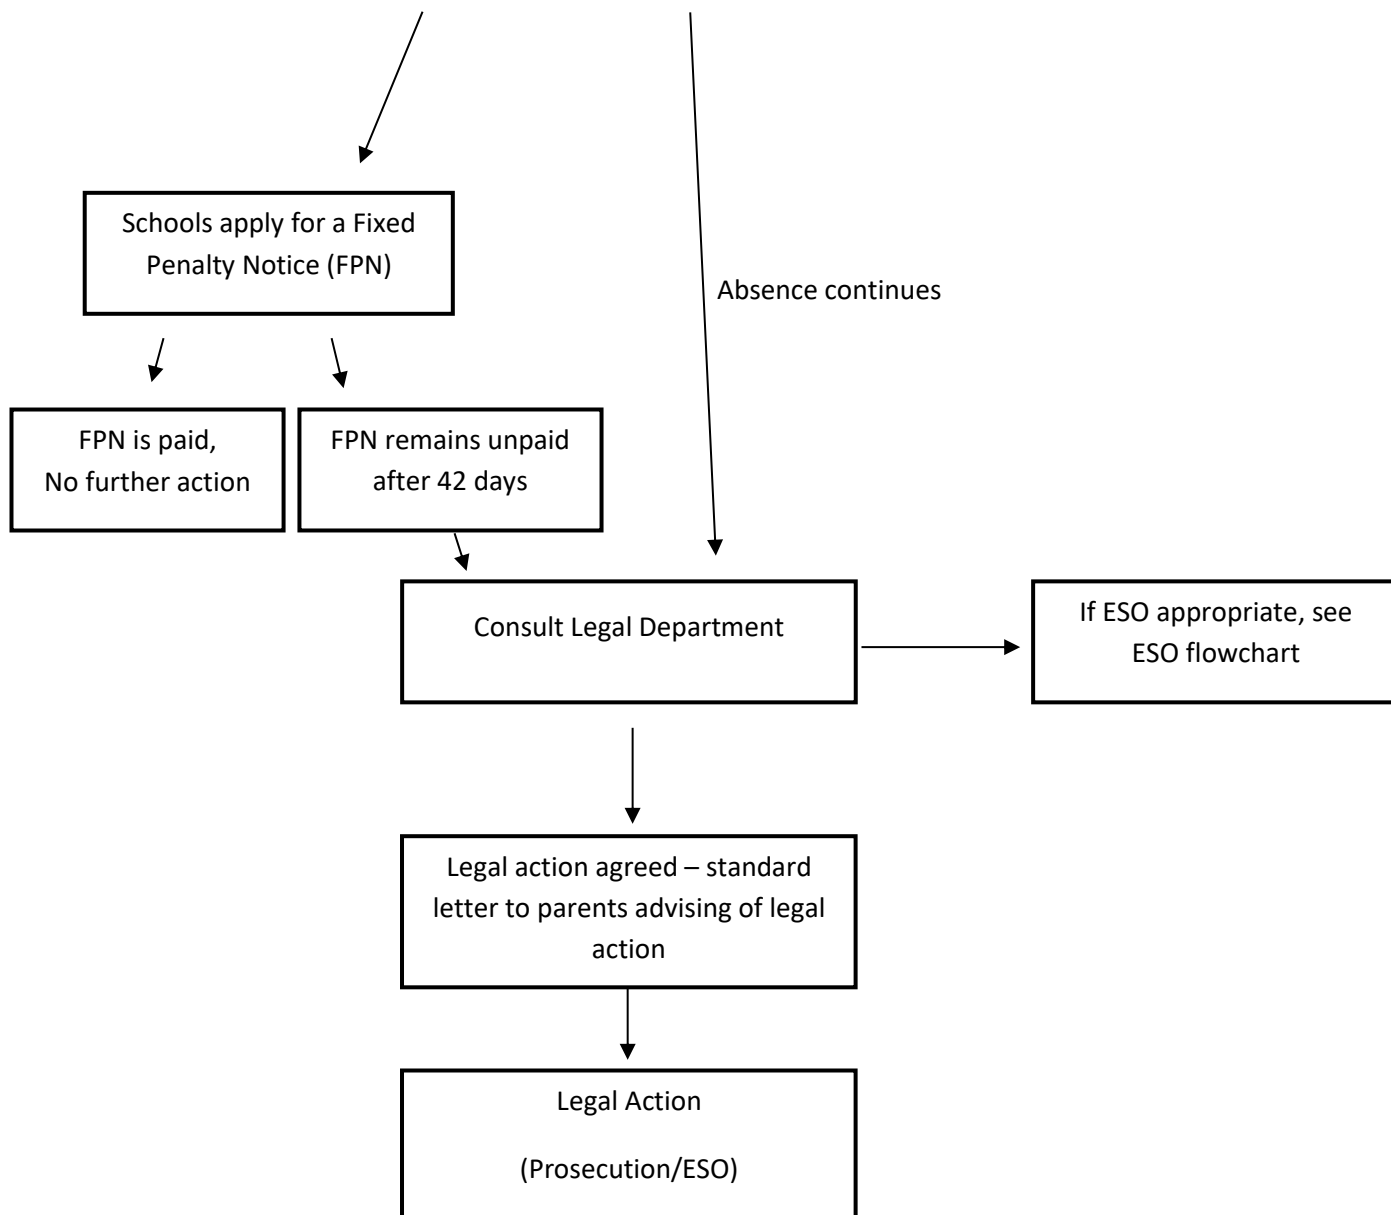 Schools apply for a Fixed
Penalty Notice (FPN)
Absence continues
FPN is paid,
No further action
FPN remains unpaid
after 42 days
Consult Legal Department
If ESO appropriate, see
ESO flowchart
Legal action agreed – standard
letter to parents advising of legal
action
Legal Action
(Prosecution/ESO)